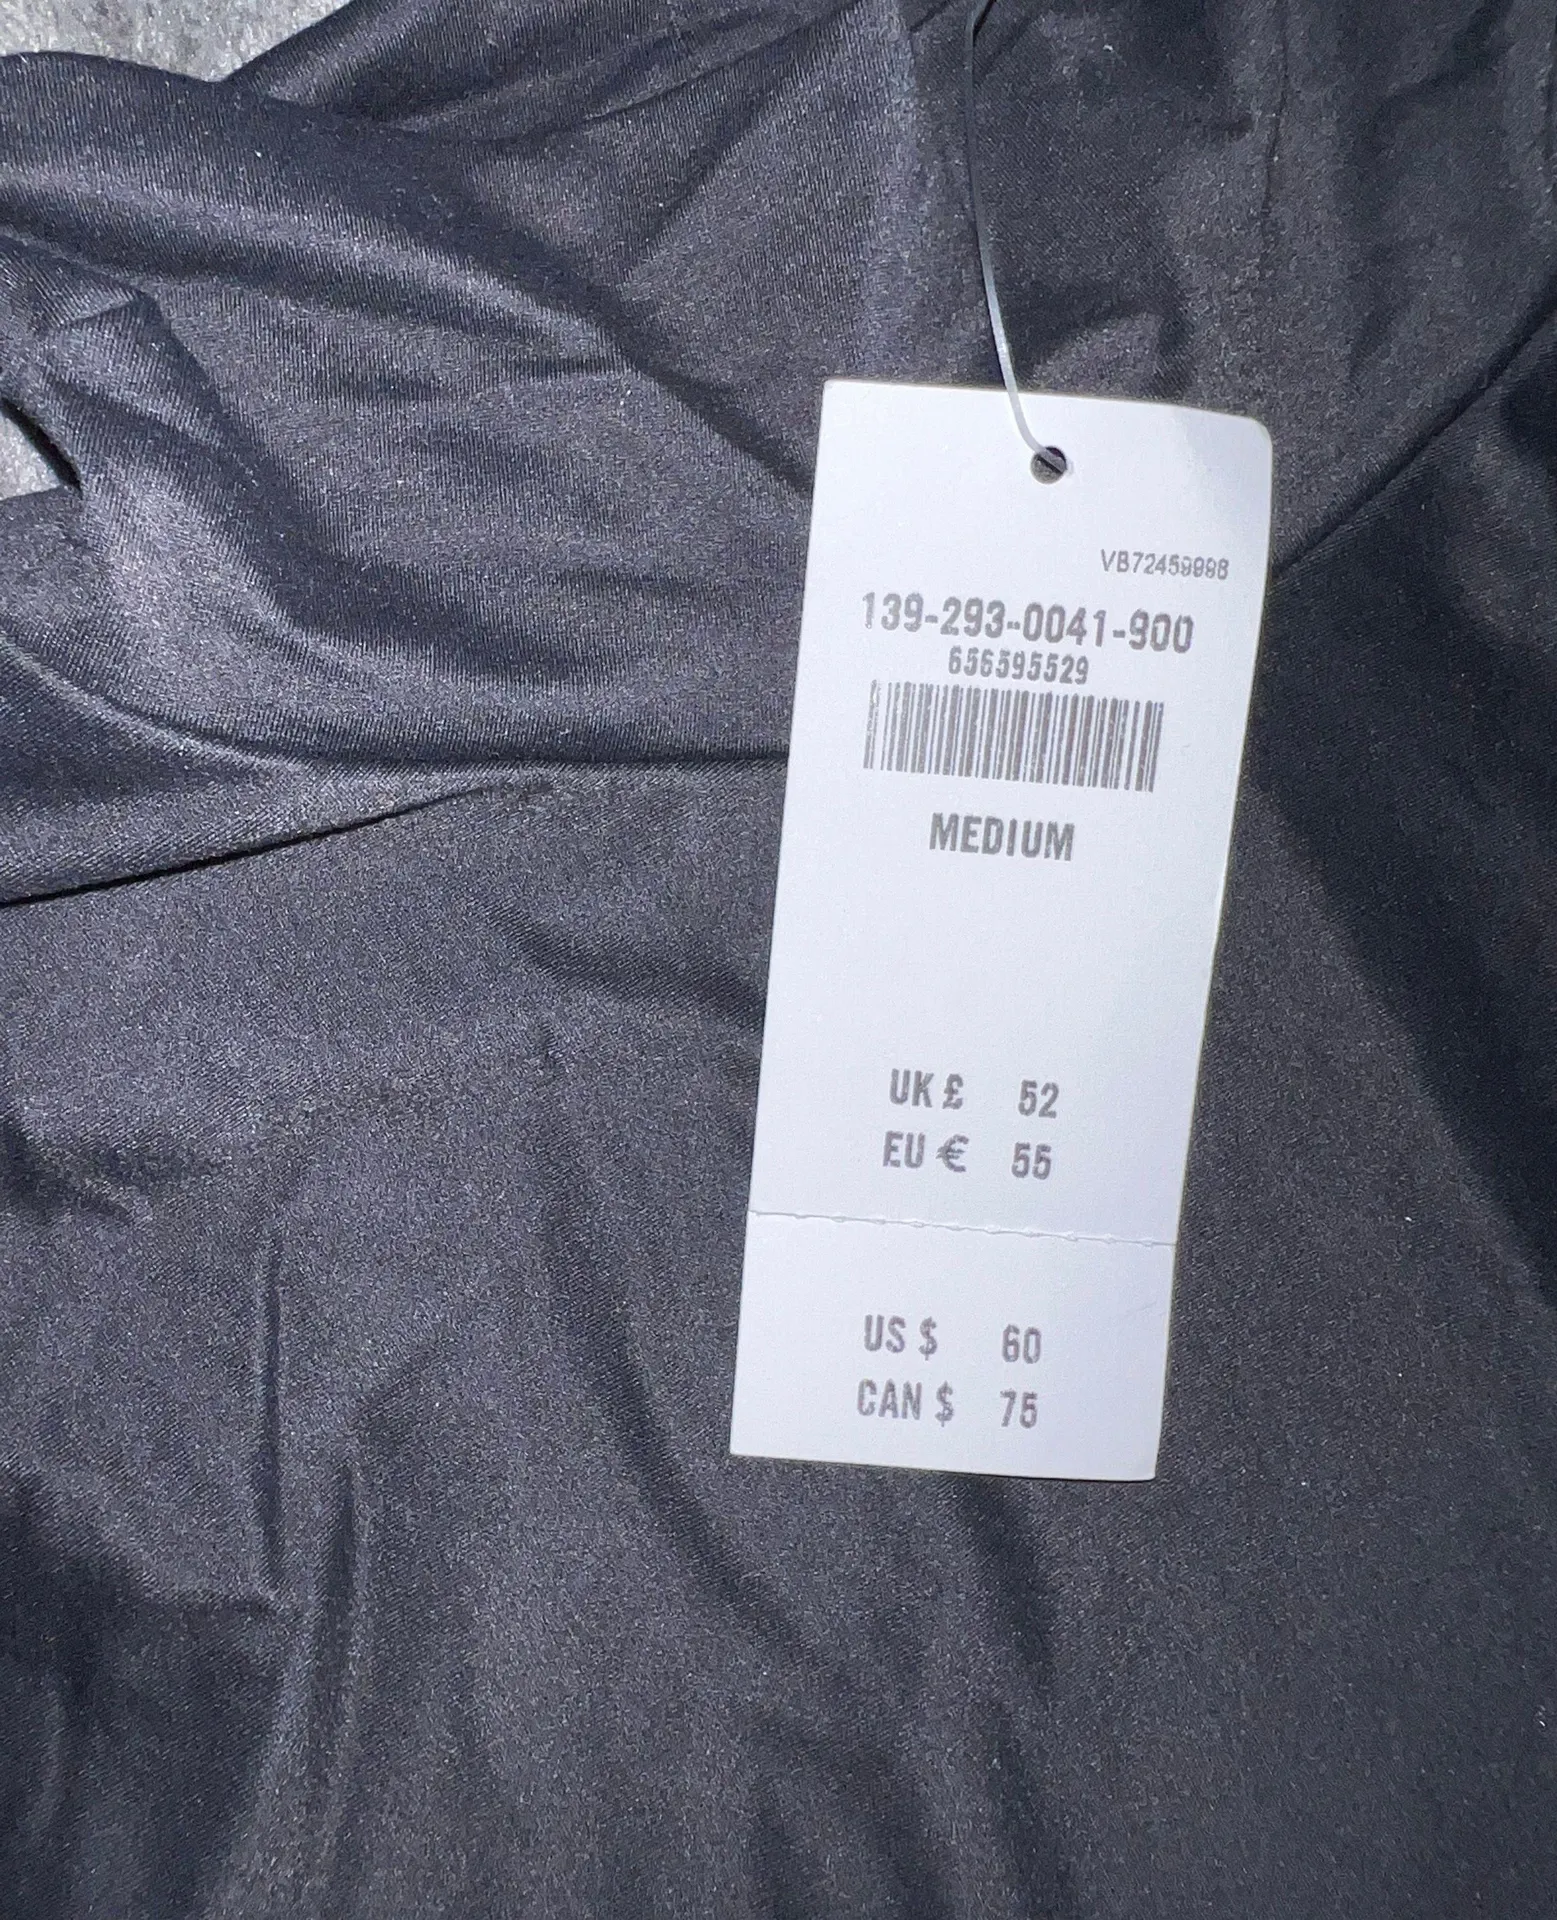 VB72459998
139-293-0041-900
656595529
MEDIUM
UK £ 52
EU € 55
US $ 60
CAN $ 75